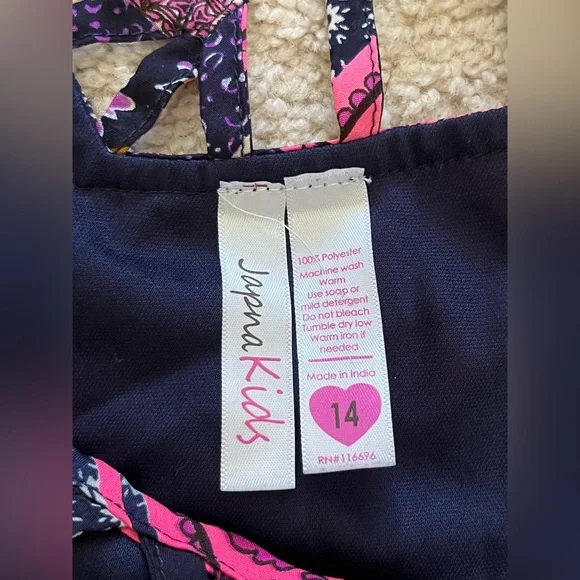 Japna Kids
100% Polyester
Machine wash
Warm
Use soap or
mild detergent
Do not bleach
Tumble dry low
Warm iron if
needed
Made in India
14
RN#116696